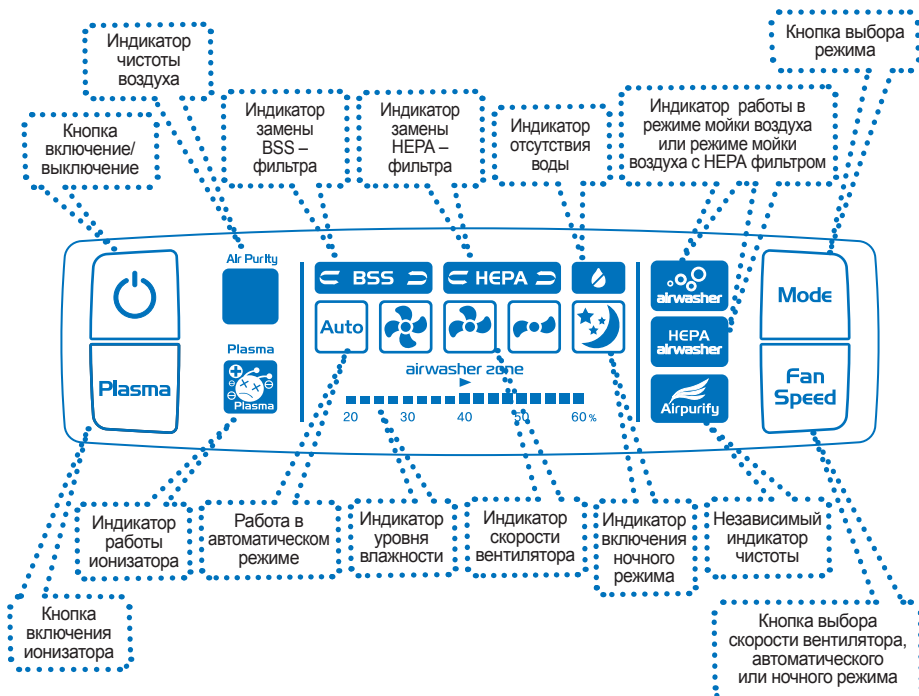 Индикатор
чистоты
воздуха
Кнопка
включение/
выключение
Индикатор
замены
BSS –
фильтра
Индикатор
замены
HEPA –
фильтра
Индикатор
отсутствия
воды
Индикатор работы в
режиме мойки воздуха
или режиме мойки
воздуха с HEPA фильтром
Кнопка выбора
режима
Air Purity
BSS
HEPA
airwasher
Mode
Auto
HEPA
airwasher
Plasma
Plasma
Plasma
airwasher zone
20 30 40 50 60 %
Airpurify
Fan
Speed
Индикатор
работы
ионизатора
Работа в
автоматическом
режиме
Индикатор
уровня
влажности
Индикатор
скорости
вентилятора
Индикатор
включения
ночного
режима
Независимый
индикатор
чистоты
Кнопка
включения
ионизатора
Кнопка выбора
скорости вентилятора,
автоматического
или ночного режима